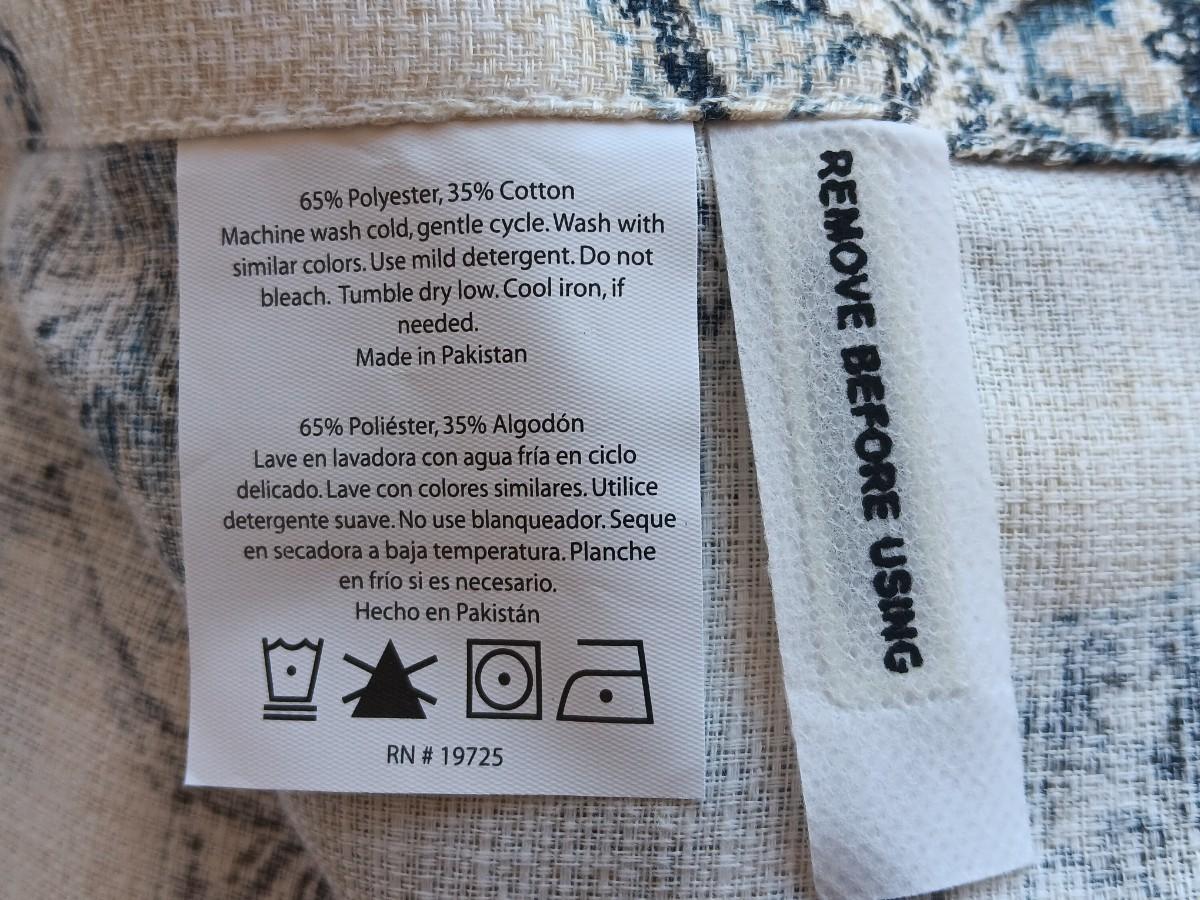 65% Polyester, 35% Cotton
Machine wash cold, gentle cycle. Wash with
similar colors. Use mild detergent. Do not
bleach. Tumble dry low. Cool iron, if
needed.
Made in Pakistan
65% Poliéster, 35% Algodón
Lave en lavadora con agua fría en ciclo
delicado. Lave con colores similares. Utilice
detergente suave. No use blanqueador. Seque
en secadora a baja temperatura. Planche
en frío si es necesario.
Hecho en Pakistán
RN # 19725
REMOVE BEFORE USING